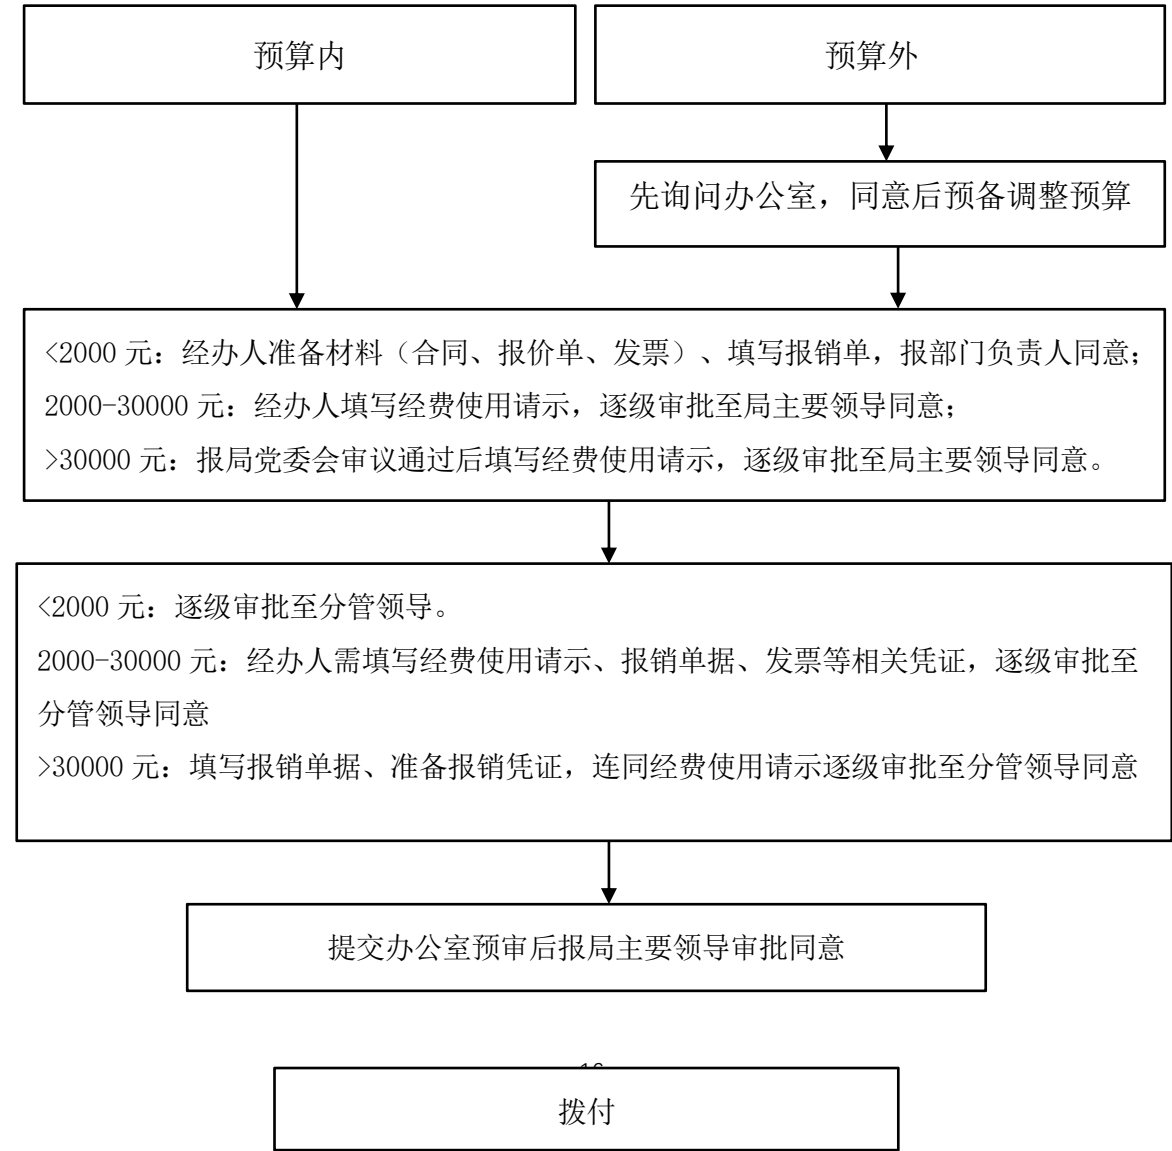 预算内
预算外
先询问办公室，同意后预备调整预算
<2000 元：经办人准备材料（合同、报价单、发票）、填写报销单，报部门负责人同意；
2000-30000 元：经办人填写经费使用请示，逐级审批至局主要领导同意；
>30000 元：报局党委会审议通过后填写经费使用请示，逐级审批至局主要领导同意。
<2000 元：逐级审批至分管领导。
2000-30000 元：经办人需填写经费使用请示、报销单据、发票等相关凭证，逐级审批至
分管领导同意
>30000 元：填写报销单据、准备报销凭证，连同经费使用请示逐级审批至分管领导同意
提交办公室预审后报局主要领导审批同意
拨付